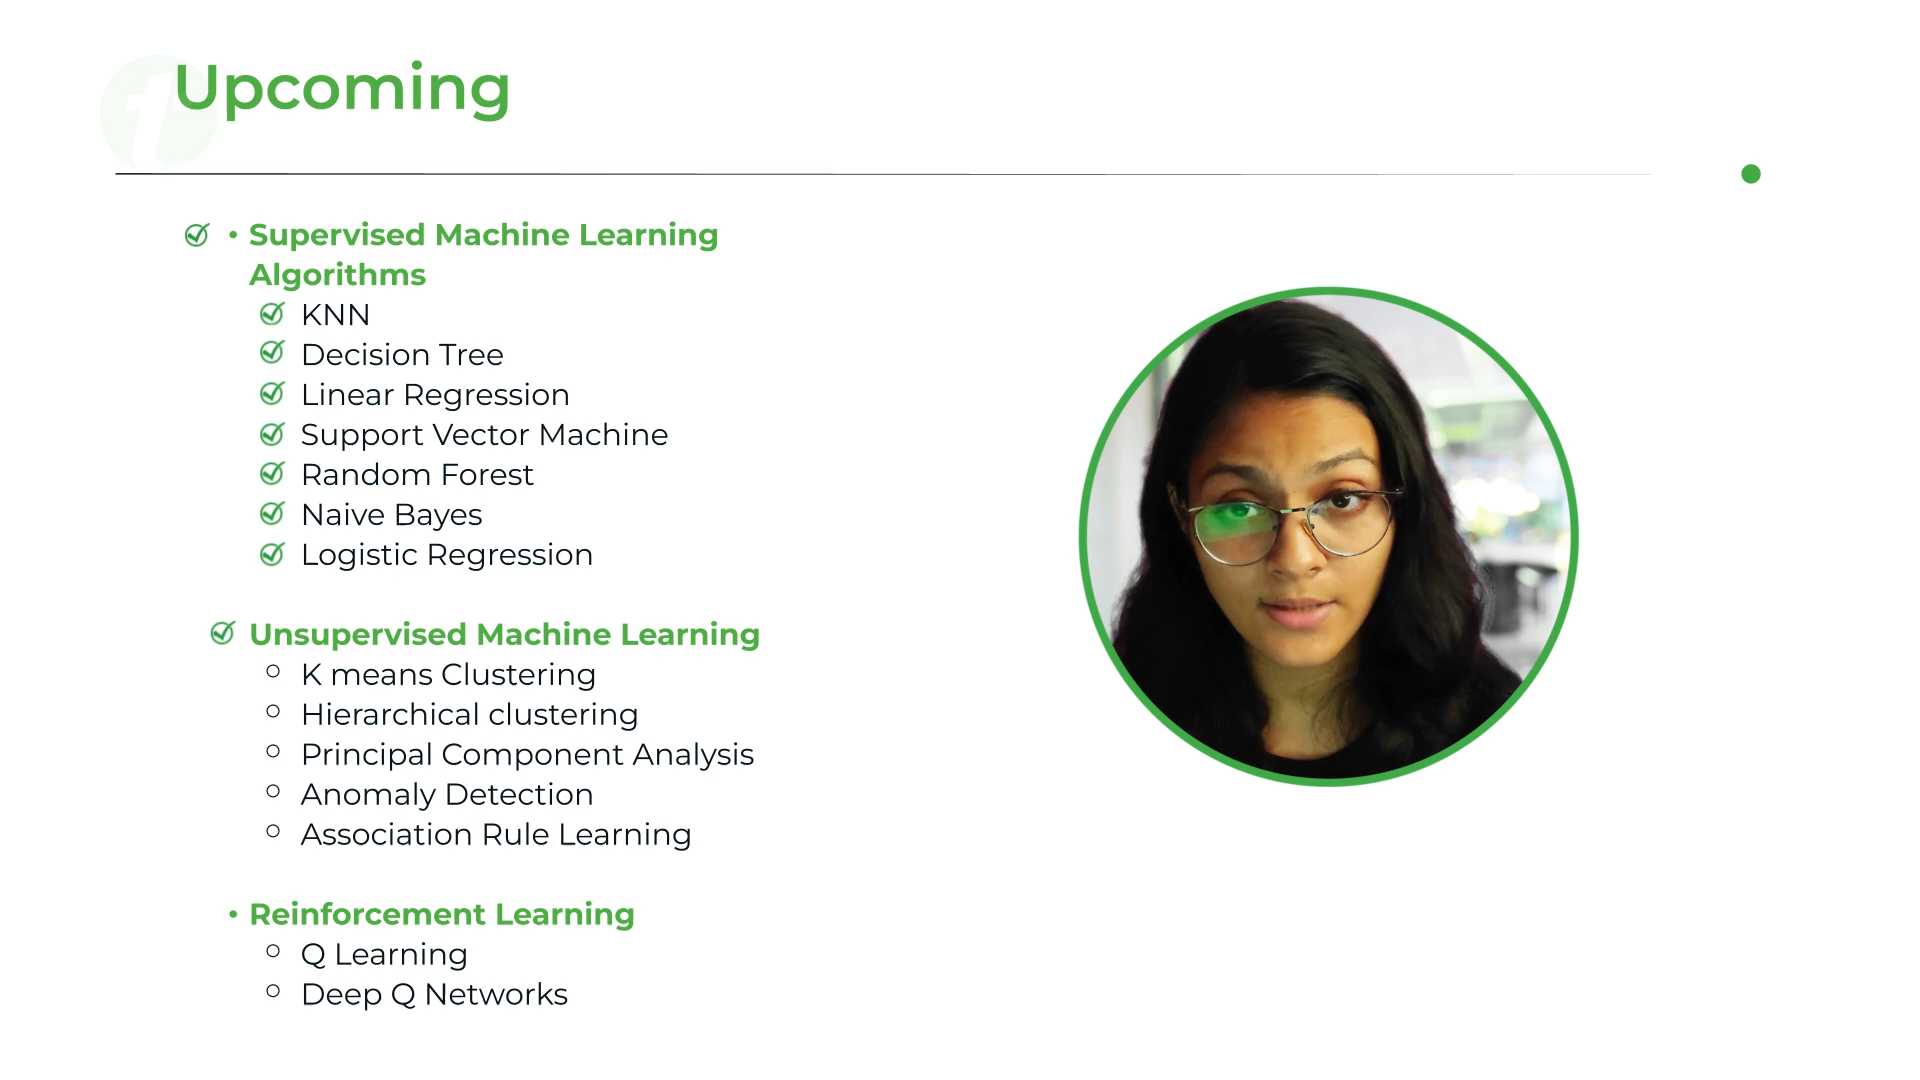 Upcoming
• Supervised Machine Learning
Algorithms
KNN
Decision Tree
Linear Regression
Support Vector Machine
Random Forest
Naive Bayes
Logistic Regression
Unsupervised Machine Learning
○ K means Clustering
○ Hierarchical clustering
○ Principal Component Analysis
○ Anomaly Detection
○ Association Rule Learning
• Reinforcement Learning
○ Q Learning
○ Deep Q Networks